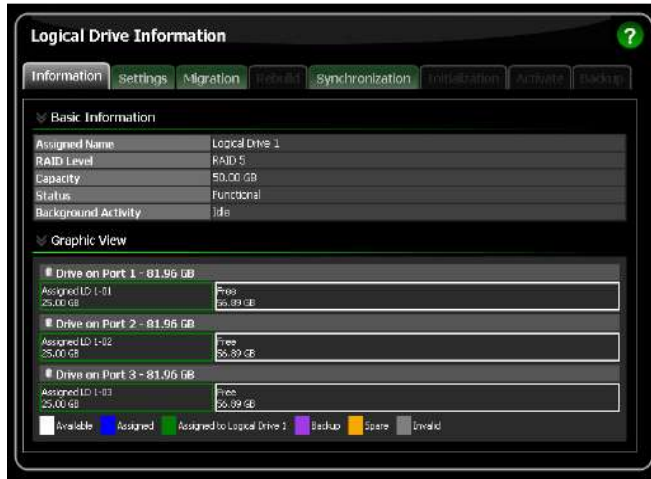 Logical Drive Information
?
Information Settings Migration Rebuild Synchronization Initialization Activate Backup
Basic Information
Assigned Name Logical Drive 1
RAID Level RAID 5
Capacity 50.00 GB
Status Functional
Background Activity Idle
Graphic View
Drive on Port 1 - 81.96 GB
Assigned LD 1-01 Free
25.00 GB 56.89 GB
Drive on Port 2 - 81.96 GB
Assigned LD 1-02 Free
25.00 GB 56.89 GB
Drive on Port 3 - 81.96 GB
Assigned LD 1-03 Free
25.00 GB 56.89 GB
Available Assigned Assigned to Logical Drive 1 Backup Spare Invalid